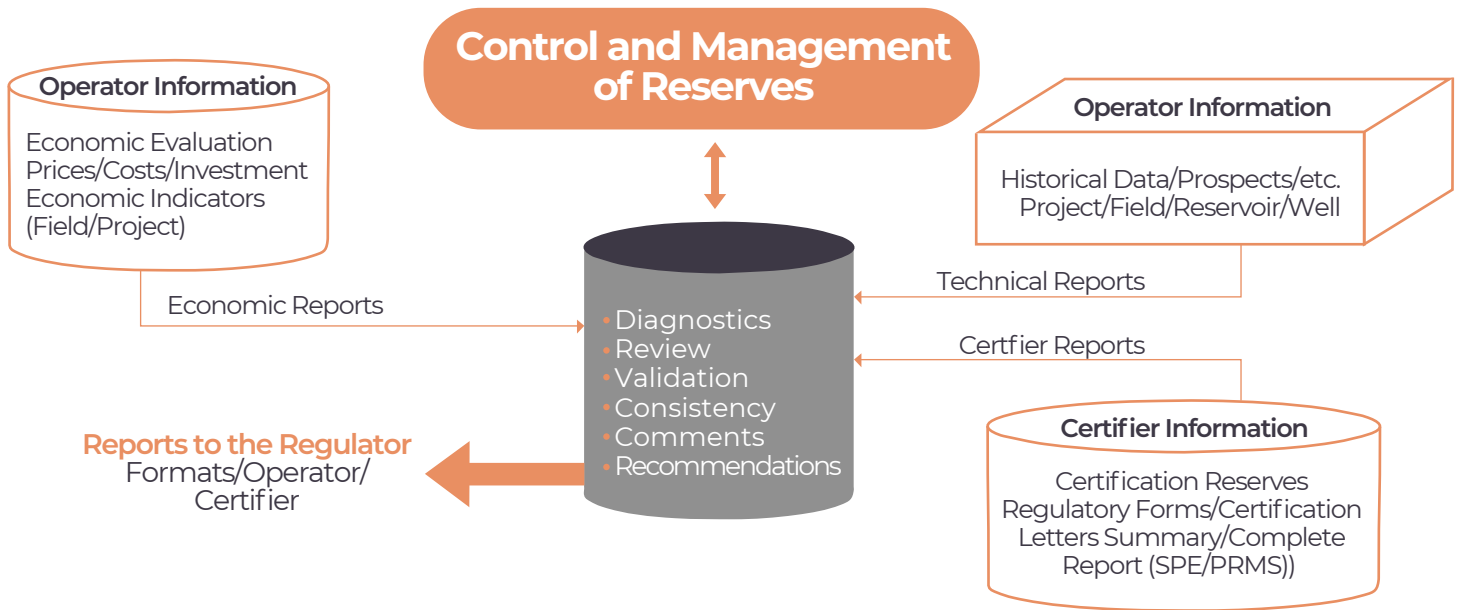 Control and Management
of Reserves
Operator Information
Economic Evaluation
Prices/Costs/Investment
Economic Indicators
(Field/Project)
Economic Reports
Operator Information
Historical Data/Prospects/etc.
Project/Field/Reservoir/Well
Technical Reports
Certfier Reports
• Diagnostics
• Review
• Validation
• Consistency
• Comments
• Recommendations
Reports to the Regulator
Formats/Operator/
Certifier
Certifier Information
Certification Reserves
Regulatory Forms/Certification
Letters Summary/Complete
Report (SPE/PRMS))